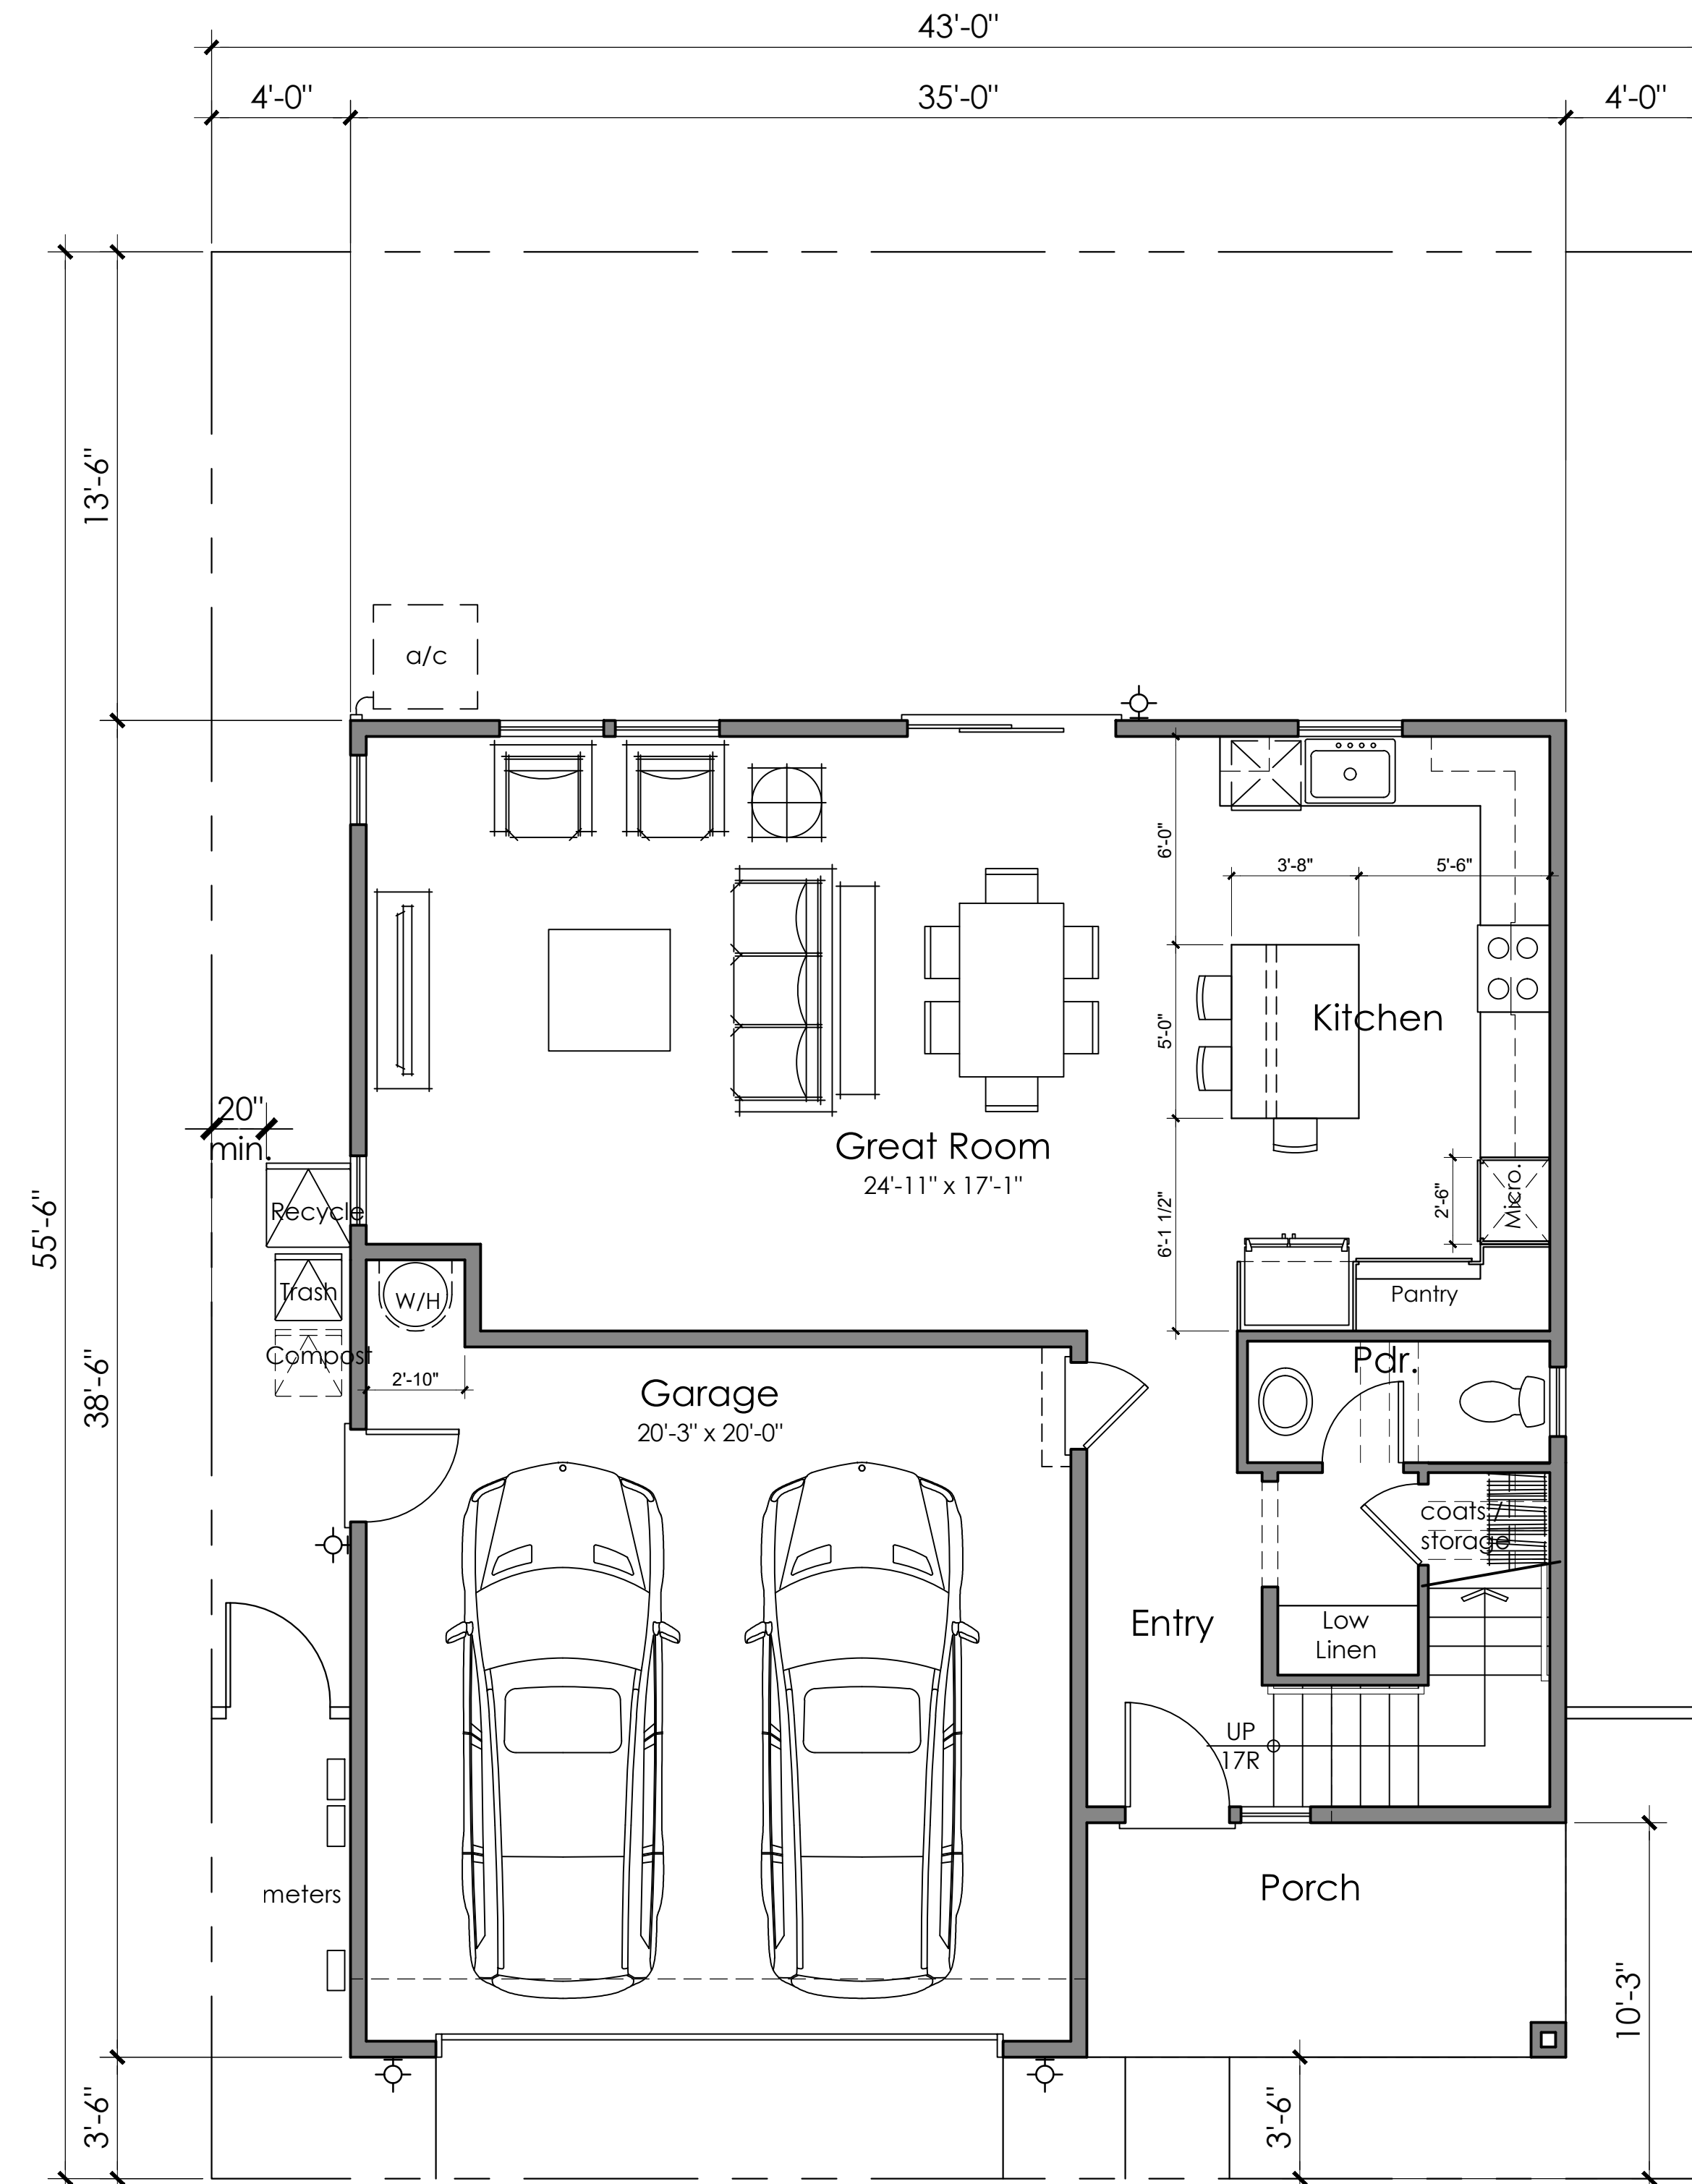 43'-0"
4'-0"
35'-0"
4'-0"
13'-6"
a/c
6'-0"
3'-8"
5'-6"
Kitchen
5'-0"
20"
min.
Great Room
24'-11" x 17'-1"
55'-6"
Recycle
6'-1 1/2"
2'-6"
Micro.
Trash
W/H
Pantry
38'-6"
Compost
2'-10"
Garage
20'-3" x 20'-0"
Pdr.
coats /
storage
Entry
Low
Linen
UP
17R
meters
Porch
10'-3"
3'-6"
3'-6"